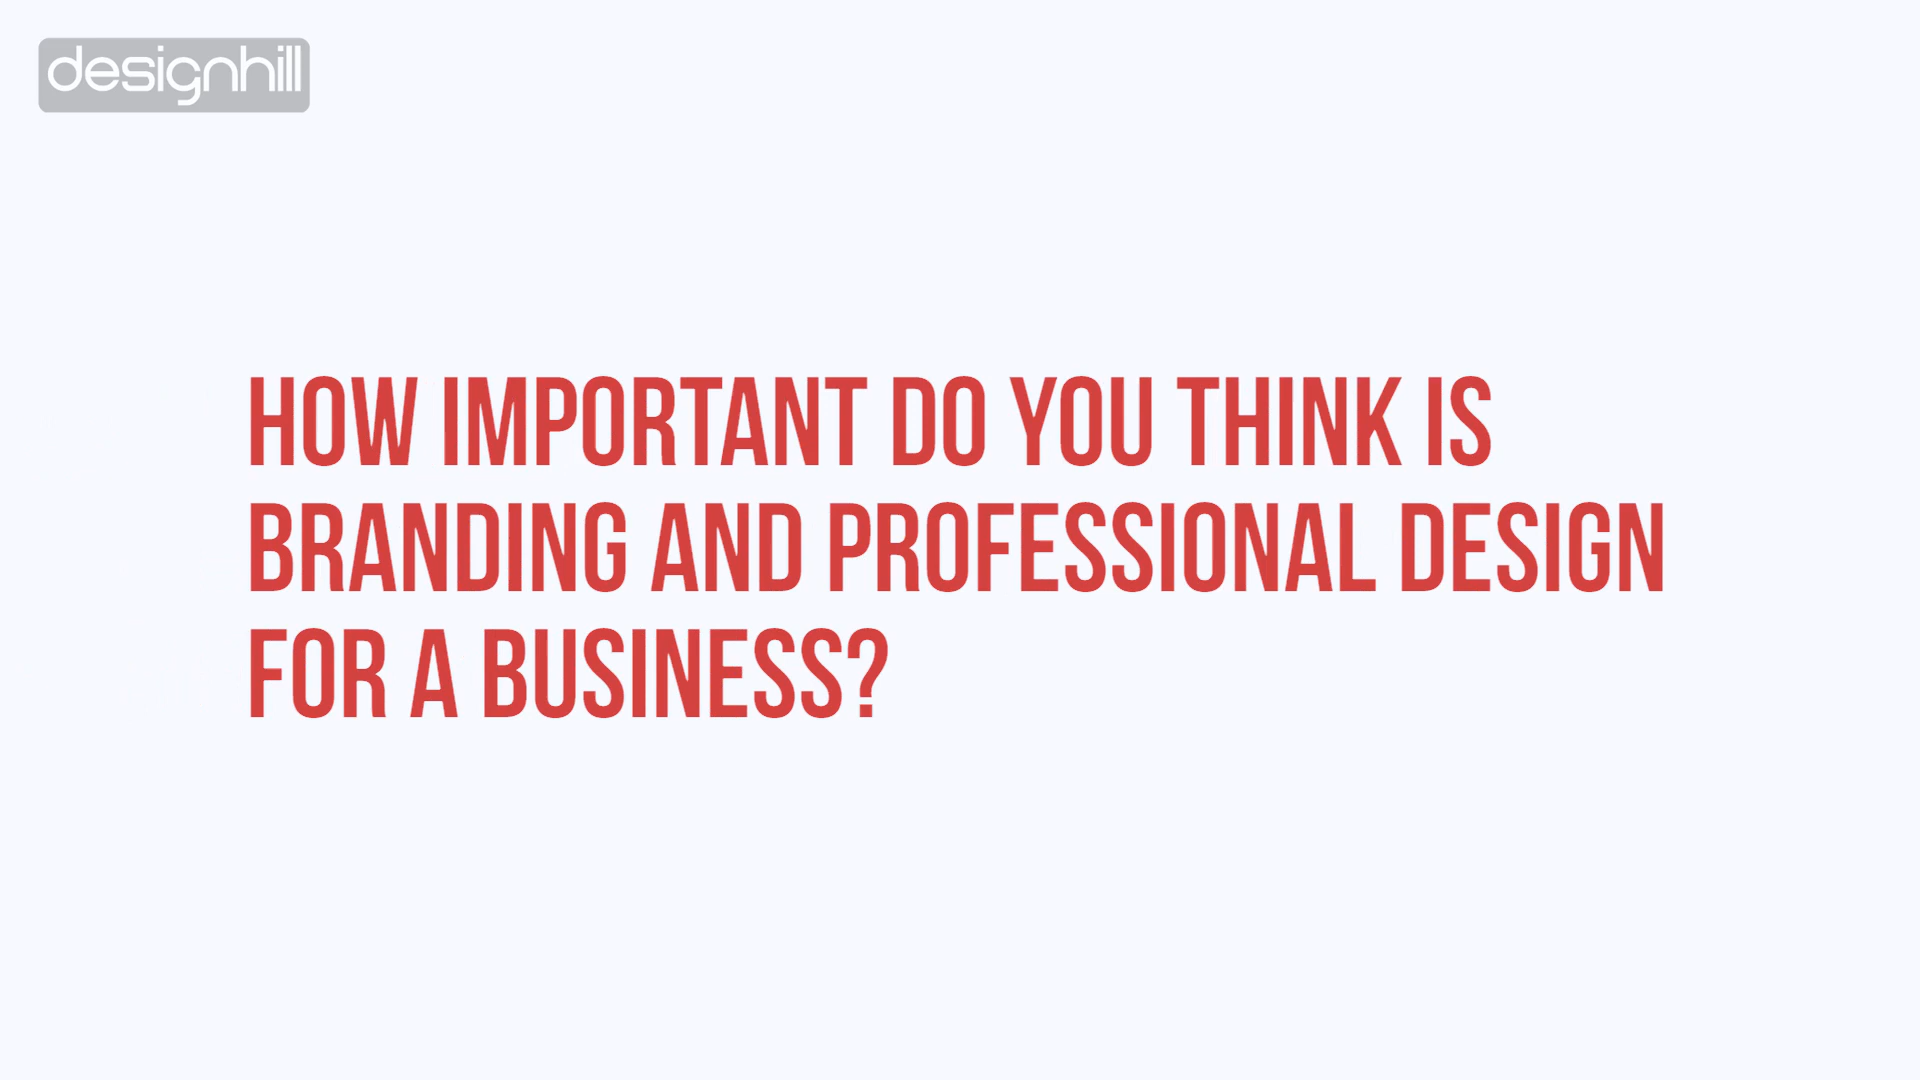 designhill
HOW IMPORTANT DO YOU THINK IS
BRANDING AND PROFESSIONAL DESIGN
FOR A BUSINESS?